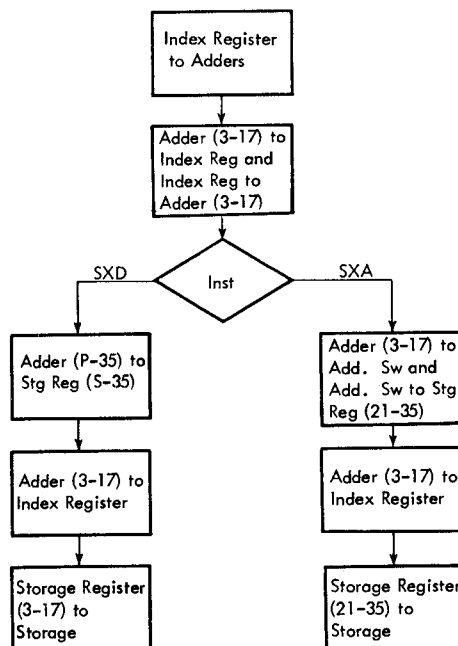 Index Register
to Adders
Adder (3-17) to
Index Reg and
Index Reg to
Adder (3-17)
Inst
SXD
SXA
Adder (P-35) to
Stg Reg (S-35)
Adder (3-17) to
Index Register
Storage Register
(3-17) to
Storage
Adder (3-17) to
Add. Sw and
Add. Sw to Stg
Reg (21-35)
Adder (3-17) to
Index Register
Storage Register
(21-35) to
Storage